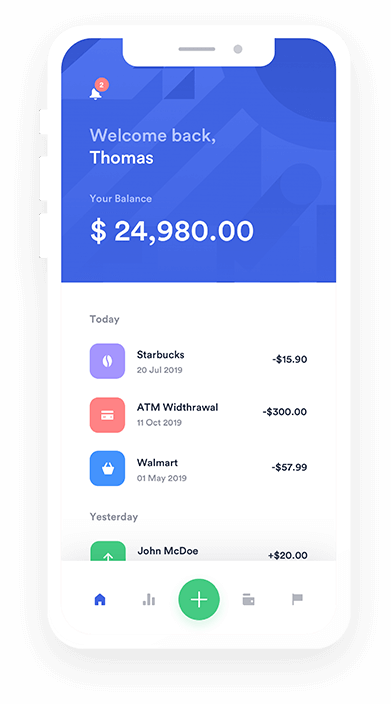 2
Welcome back,
Thomas
Your Balance
$ 24,980.00
Today
Starbucks
-$15.90
20 Jul 2019
ATM Widthrawal
-$300.00
11 Oct 2019
Walmart
-$57.99
01 May 2019
Yesterday
John McDoe
+$20.00